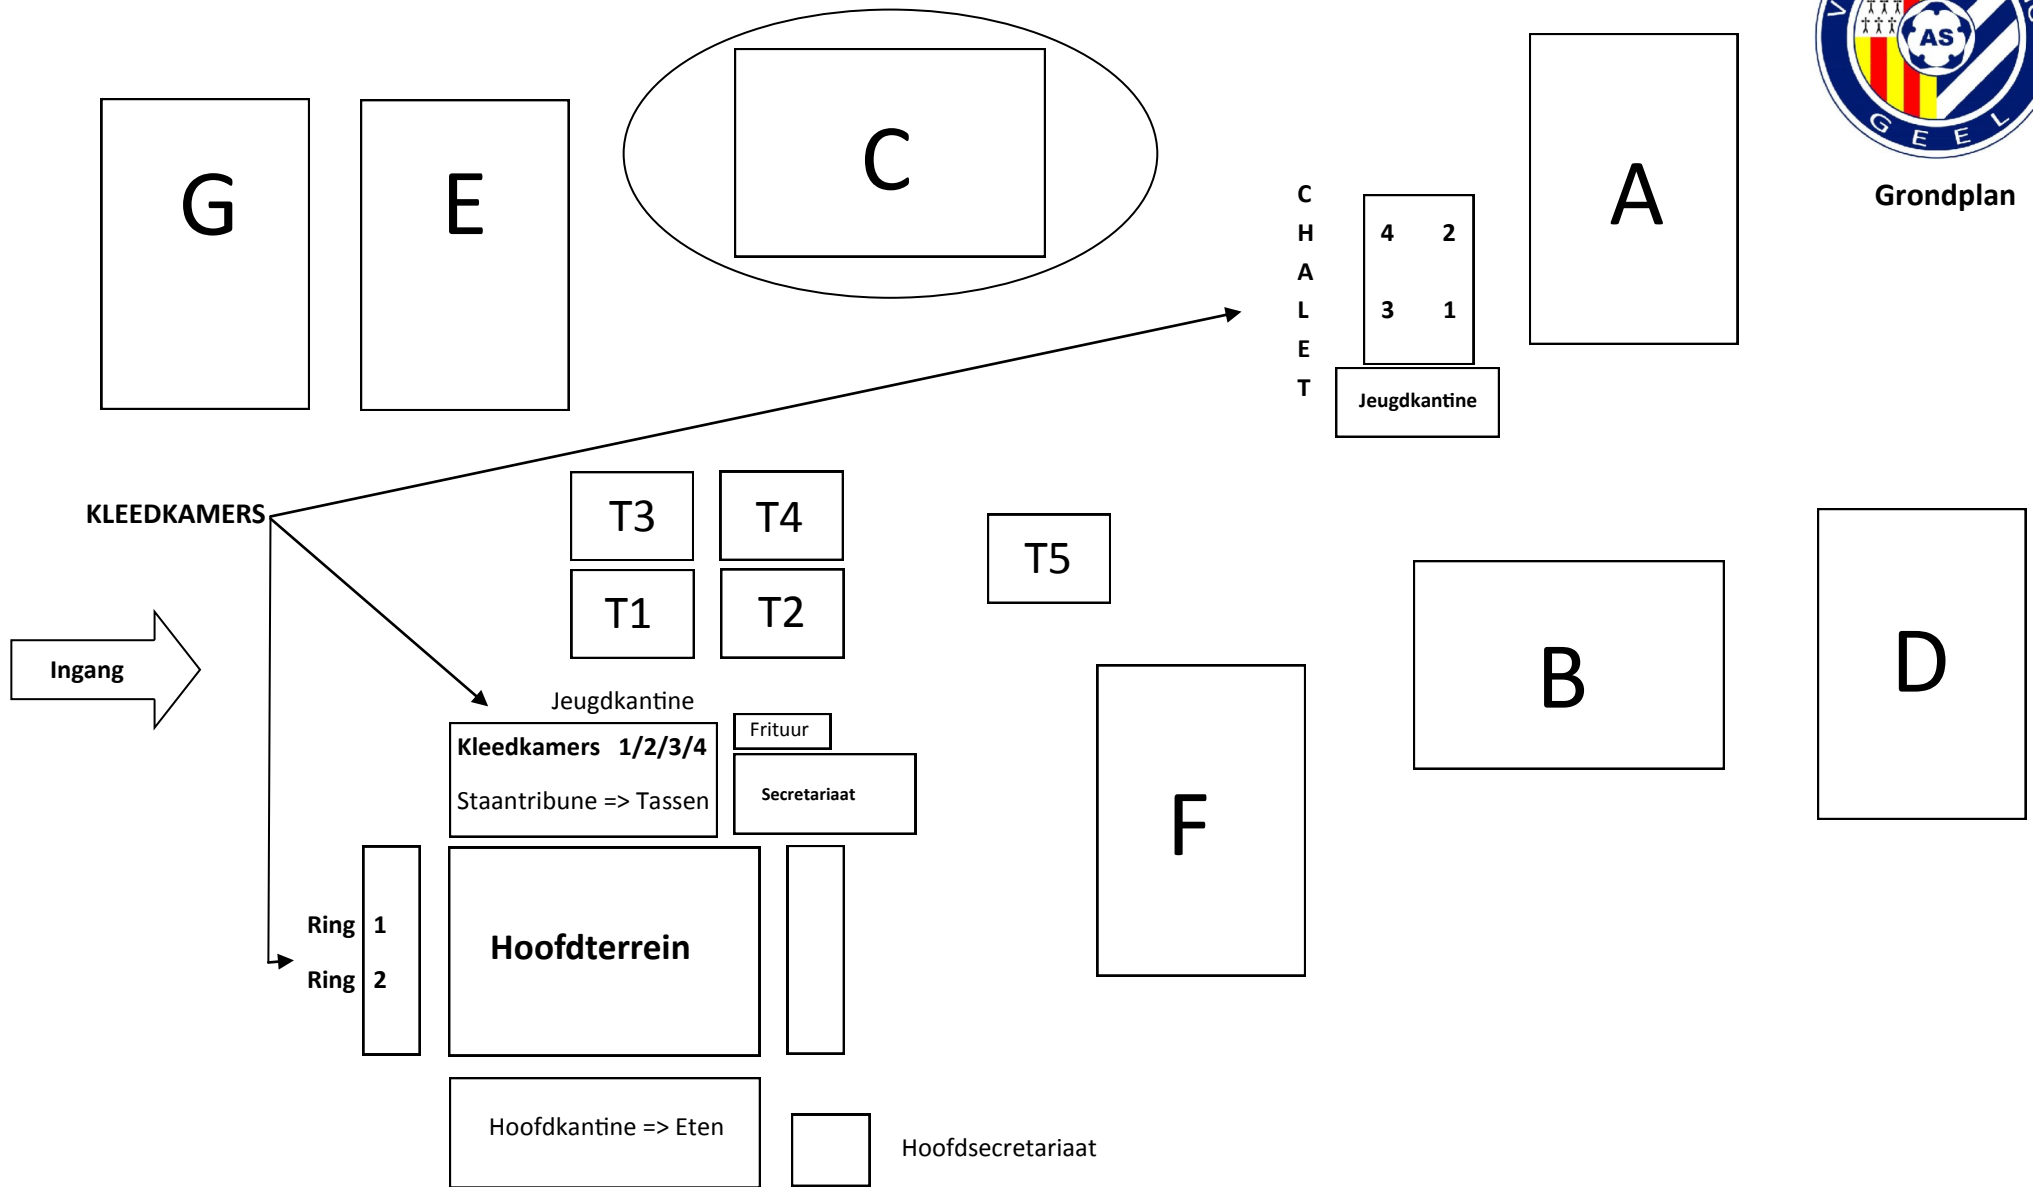 AS
GEEL
Grondplan
G
E
C
A
C
H
A
L
E
T
4 2
3 1
Jeugdkantine
KLEEDKAMERS
T3
T4
T5
T1
T2
B
D
Ingang
Jeugdkantine
Kleedkamers 1/2/3/4
Staantribune => Tassen
Frituur
Secretariaat
F
Ring 1
Ring 2
Hoofdterrein
Hoofdkantine => Eten
Hoofdsecretariaat